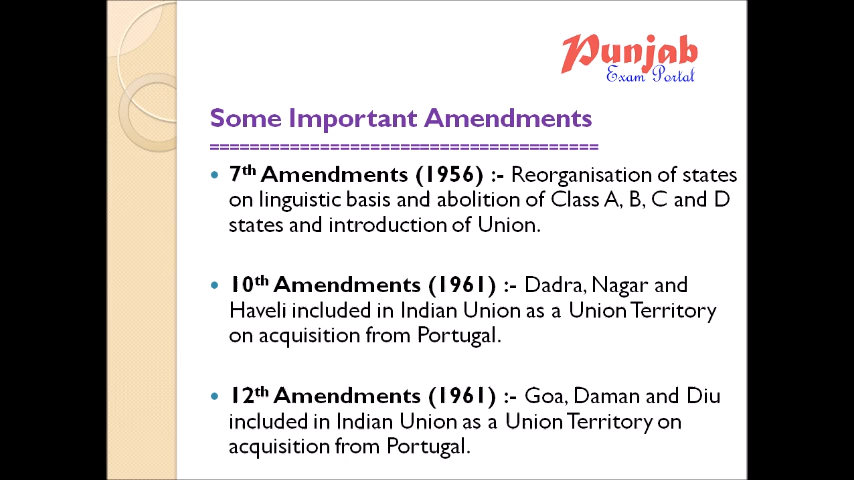 Punjab
Exam Portal
Some Important Amendments
=======================================
• 7th Amendments (1956) :- Reorganisation of states
on linguistic basis and abolition of Class A, B, C and D
states and introduction of Union.
• 10th Amendments (1961) :- Dadra, Nagar and
Haveli included in Indian Union as a Union Territory
on acquisition from Portugal.
• 12th Amendments (1961) :- Goa, Daman and Diu
included in Indian Union as a Union Territory on
acquisition from Portugal.